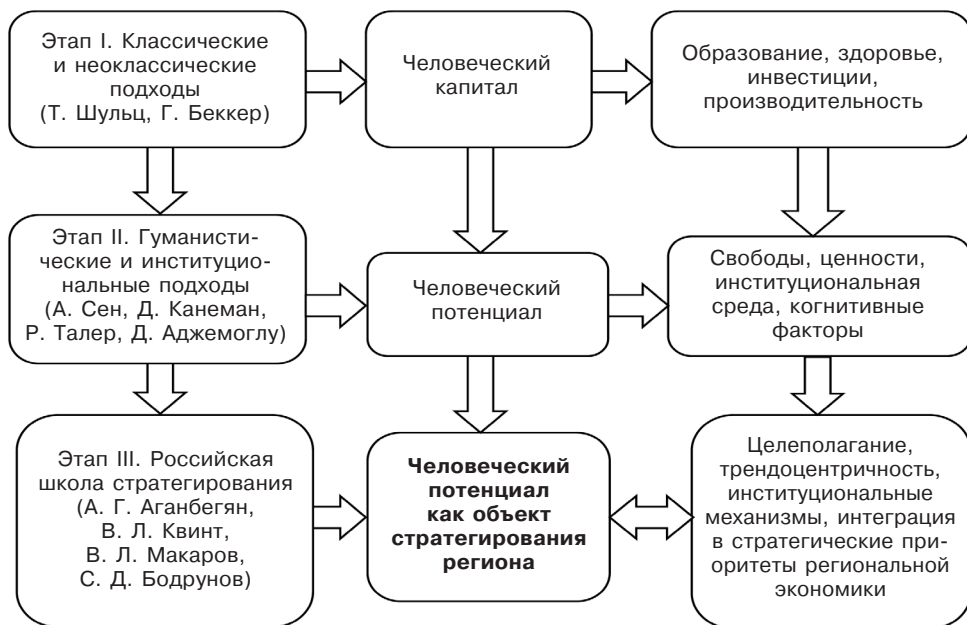 Этап I. Классические
и неоклассические
подходы
(Т. Шульц, Г. Беккер)
Человеческий
капитал
Образование, здоровье,
инвестиции,
производительность
Этап II. Гуманисти-
ческие и институцио-
нальные подходы
(А. Сен, Д. Канеман,
Р. Талер, Д. Аджемоглу)
Человеческий
потенциал
Свободы, ценности,
институциональная
среда, когнитивные
факторы
Этап III. Российская
школа стратегирования
(А. Г. Аганбегян,
В. Л. Квинт,
В. Л. Макаров,
С. Д. Бодрунов)
Человеческий
потенциал
как объект
стратегирования
региона
Целеполагание,
трендоцентричность,
институциональные
механизмы, интеграция
в стратегические при-
оритеты региональной
экономики